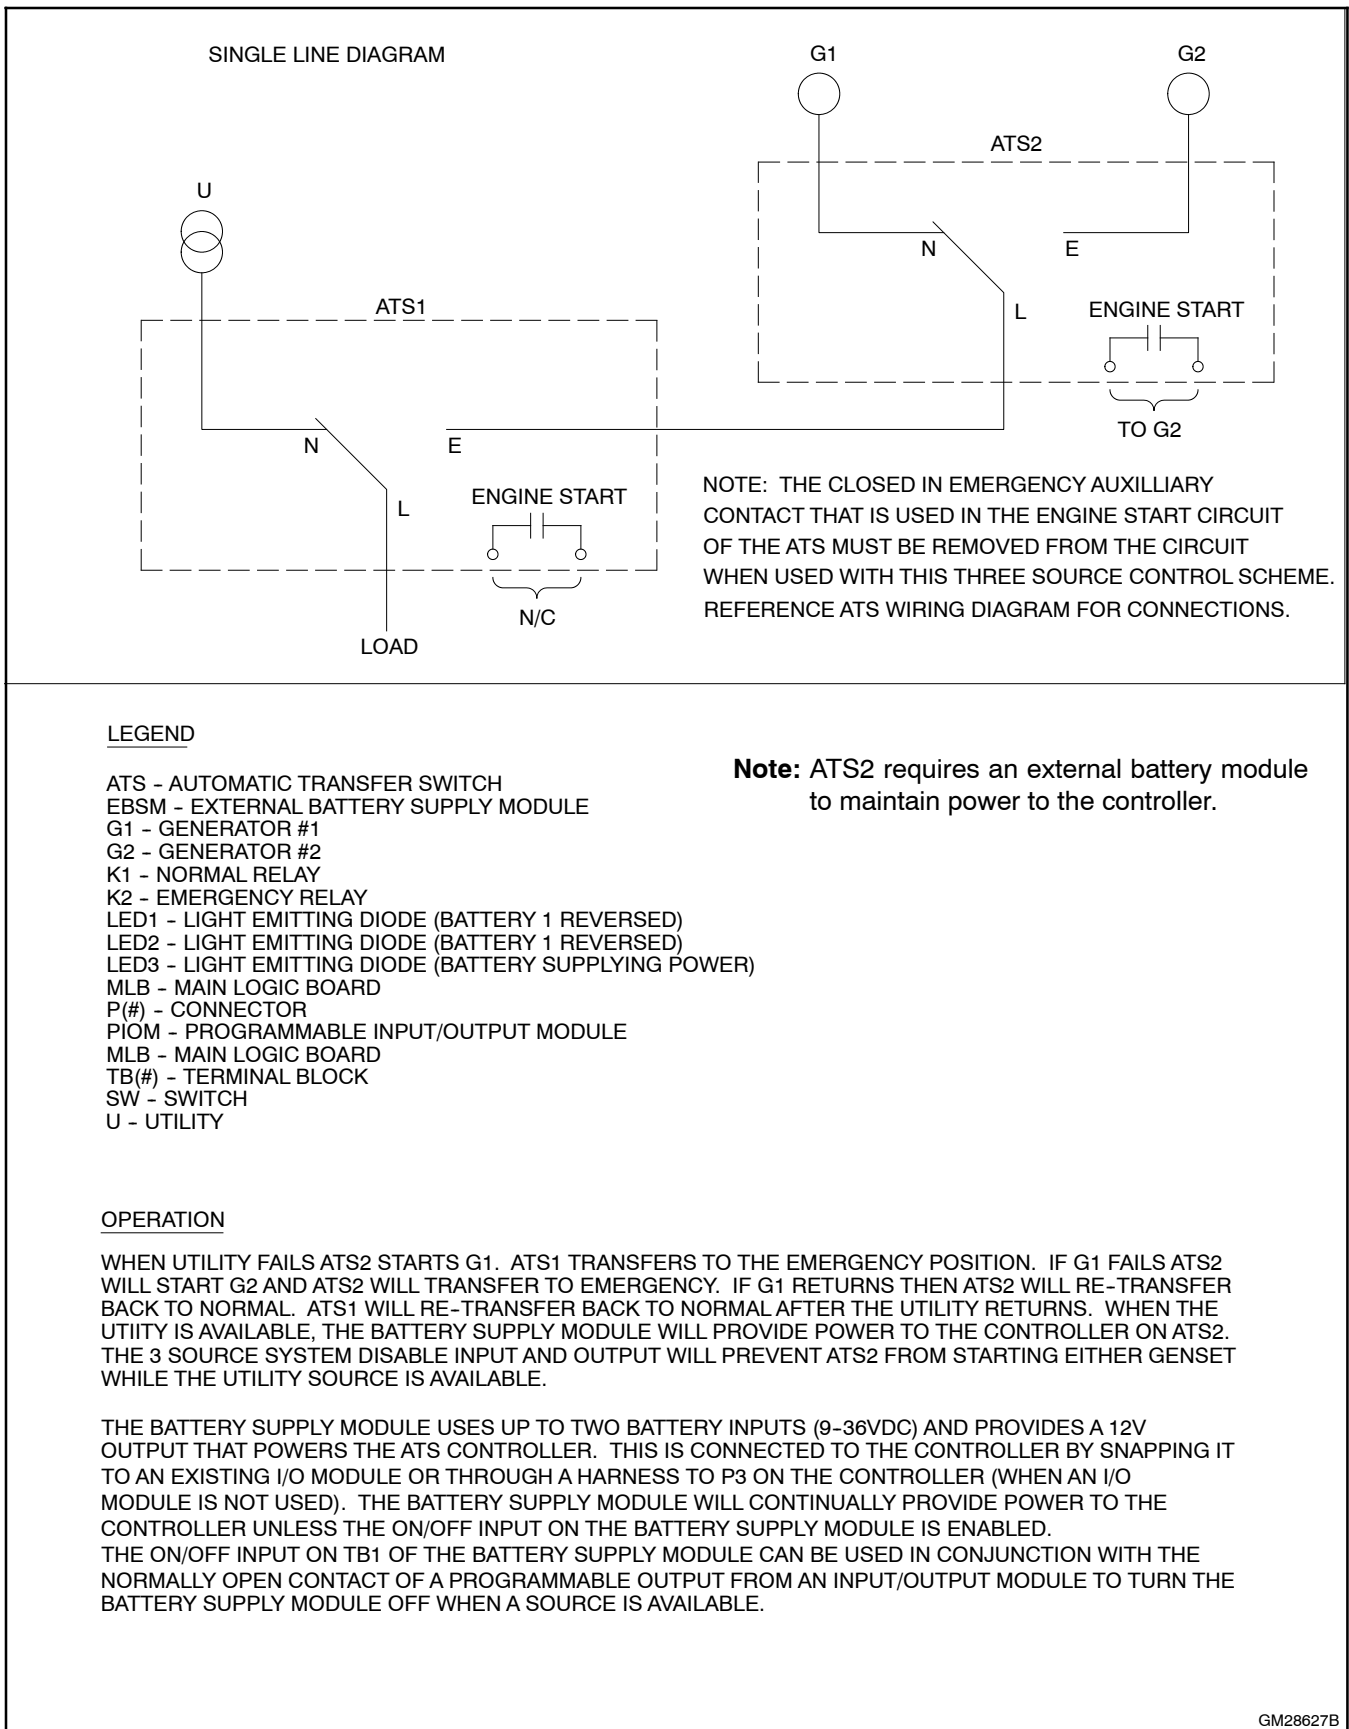 SINGLE LINE DIAGRAM
G1
G2
ATS2
U
N
E
L
ENGINE START
ATS1
TO G2
N
E
L
ENGINE START
N/C
LOAD
NOTE: THE CLOSED IN EMERGENCY AUXILLIARY
CONTACT THAT IS USED IN THE ENGINE START CIRCUIT
OF THE ATS MUST BE REMOVED FROM THE CIRCUIT
WHEN USED WITH THIS THREE SOURCE CONTROL SCHEME.
REFERENCE ATS WIRING DIAGRAM FOR CONNECTIONS.
LEGEND
ATS - AUTOMATIC TRANSFER SWITCH
EBSM - EXTERNAL BATTERY SUPPLY MODULE
G1 - GENERATOR #1
G2 - GENERATOR #2
K1 - NORMAL RELAY
K2 - EMERGENCY RELAY
LED1 - LIGHT EMITTING DIODE (BATTERY 1 REVERSED)
LED2 - LIGHT EMITTING DIODE (BATTERY 1 REVERSED)
LED3 - LIGHT EMITTING DIODE (BATTERY SUPPLYING POWER)
MLB - MAIN LOGIC BOARD
P(#) - CONNECTOR
PIOM - PROGRAMMABLE INPUT/OUTPUT MODULE
MLB - MAIN LOGIC BOARD
TB(#) - TERMINAL BLOCK
SW - SWITCH
U - UTILITY
Note: ATS2 requires an external battery module
to maintain power to the controller.
OPERATION
WHEN UTILITY FAILS ATS2 STARTS G1. ATS1 TRANSFERS TO THE EMERGENCY POSITION. IF G1 FAILS ATS2
WILL START G2 AND ATS2 WILL TRANSFER TO EMERGENCY. IF G1 RETURNS THEN ATS2 WILL RE-TRANSFER
BACK TO NORMAL. ATS1 WILL RE-TRANSFER BACK TO NORMAL AFTER THE UTILITY RETURNS. WHEN THE
UTIITY IS AVAILABLE, THE BATTERY SUPPLY MODULE WILL PROVIDE POWER TO THE CONTROLLER ON ATS2.
THE 3 SOURCE SYSTEM DISABLE INPUT AND OUTPUT WILL PREVENT ATS2 FROM STARTING EITHER GENSET
WHILE THE UTILITY SOURCE IS AVAILABLE.
THE BATTERY SUPPLY MODULE USES UP TO TWO BATTERY INPUTS (9-36VDC) AND PROVIDES A 12V
OUTPUT THAT POWERS THE ATS CONTROLLER. THIS IS CONNECTED TO THE CONTROLLER BY SNAPPING IT
TO AN EXISTING I/O MODULE OR THROUGH A HARNESS TO P3 ON THE CONTROLLER (WHEN AN I/O
MODULE IS NOT USED). THE BATTERY SUPPLY MODULE WILL CONTINUALLY PROVIDE POWER TO THE
CONTROLLER UNLESS THE ON/OFF INPUT ON THE BATTERY SUPPLY MODULE IS ENABLED.
THE ON/OFF INPUT ON TB1 OF THE BATTERY SUPPLY MODULE CAN BE USED IN CONJUNCTION WITH THE
NORMALLY OPEN CONTACT OF A PROGRAMMABLE OUTPUT FROM AN INPUT/OUTPUT MODULE TO TURN THE
BATTERY SUPPLY MODULE OFF WHEN A SOURCE IS AVAILABLE.
GM28627B